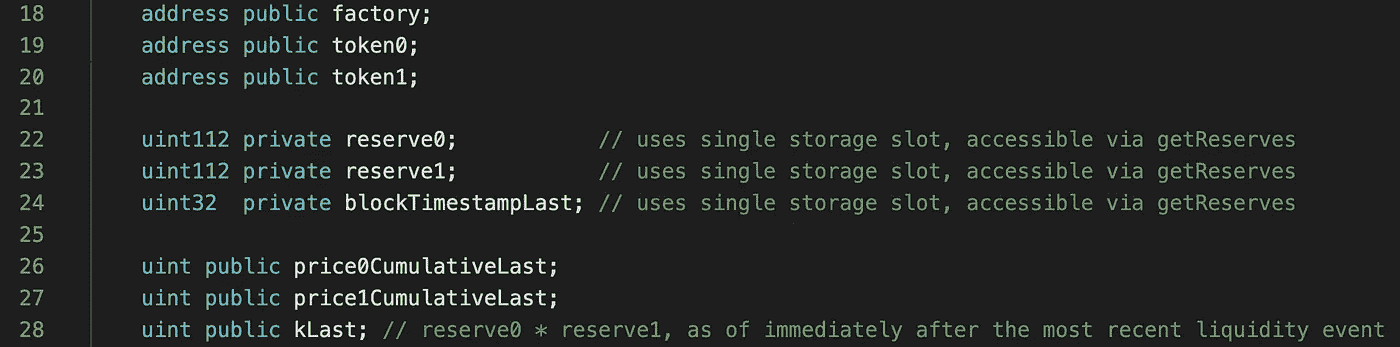 18 address public factory;
19 address public token0;
20 address public token1;
21
22 uint112 private reserve0; // uses single storage slot, accessible via getReserves
23 uint112 private reserve1; // uses single storage slot, accessible via getReserves
24 uint32 private blockTimestampLast; // uses single storage slot, accessible via getReserves
25
26 uint public price0CumulativeLast;
27 uint public price1CumulativeLast;
28 uint public kLast; // reserve0 * reserve1, as of immediately after the most recent liquidity event